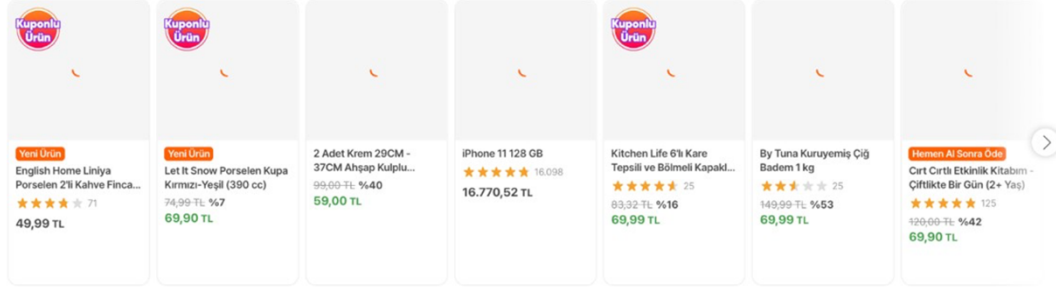 Kuponlu
Ürün
Yeni Ürün
English Home Liniya
Porselen 2'li Kahve Finca...
71
49,99 TL
Kuponlu
Ürün
Yeni Ürün
Let It Snow Porselen Kupa
Kırmızı-Yeşil (390 cc)
74,99 TL %7
69,90 TL
2 Adet Krem 29CM -
37CM Ahşap Kulplu...
99,00 TL %40
59,00 TL
iPhone 11 128 GB
16.098
16.770,52 TL
Kuponlu
Ürün
Kitchen Life 6'lı Kare
Tepsili ve Bölmeli Kapakl...
25
83,32 TL %16
69,99 TL
By Tuna Kuruyemiş Çiğ
Badem 1 kg
25
149,99 TL %53
69,99 TL
Hemen Al Sonra Öde
Cırt Cırtlı Etkinlik Kitabım -
Çiftlikte Bir Gün (2+ Yaş)
125
120,00 TL %42
69,90 TL